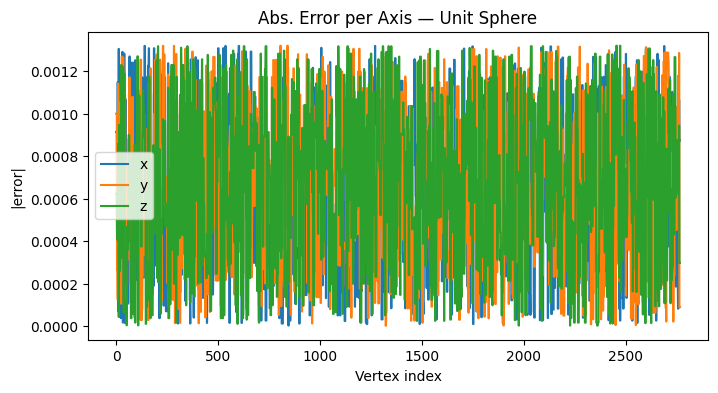 Abs. Error per Axis — Unit Sphere
|error|
0.0012
0.0010
0.0008
0.0006
0.0004
0.0002
0.0000
x
y
z
0 500 1000 1500 2000 2500
Vertex index